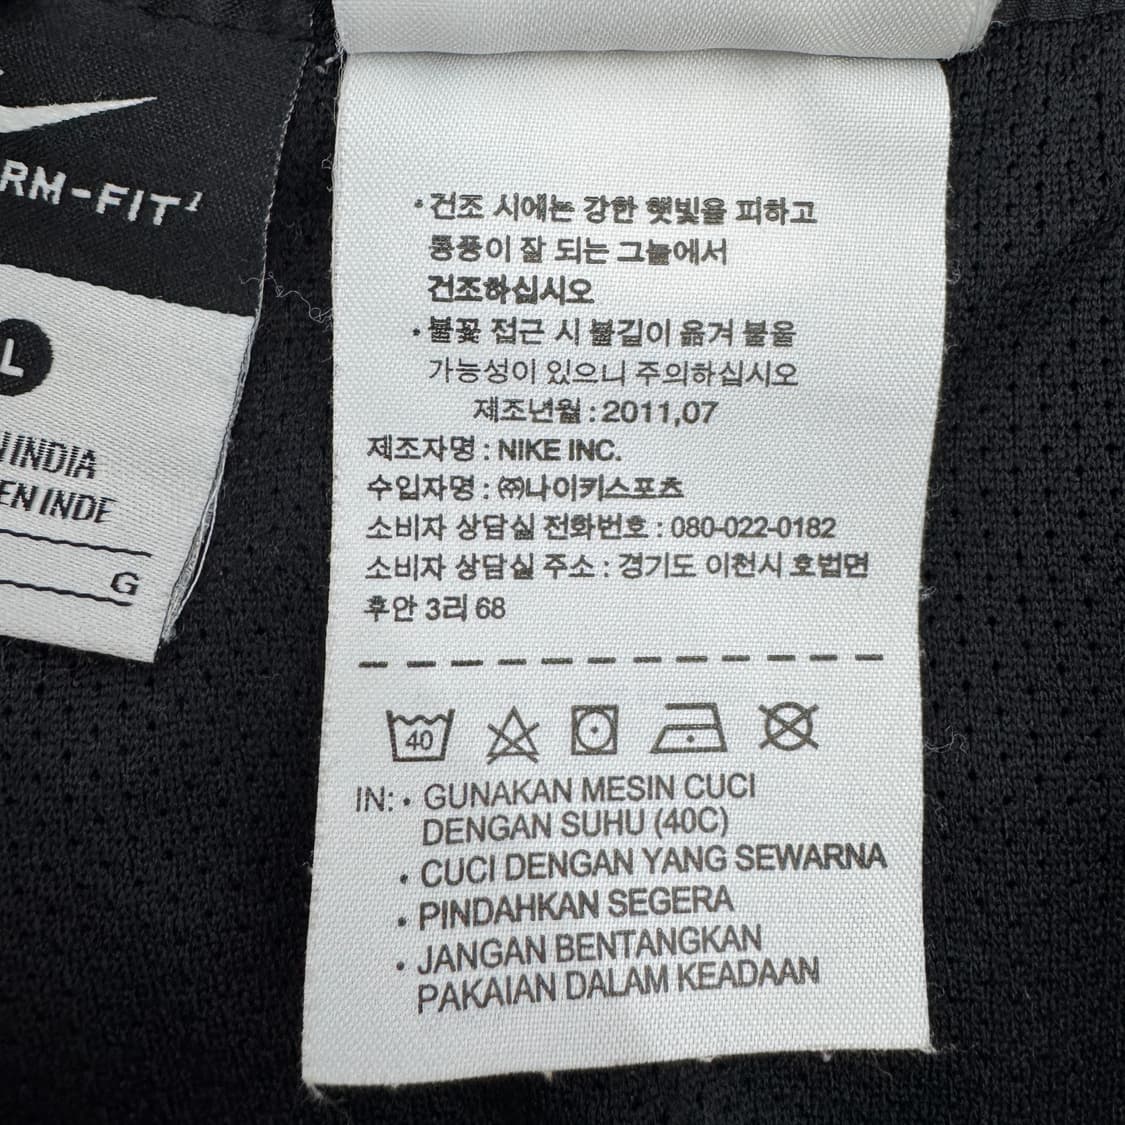 RM-FIT
L
INDIA
EN INDE
G
• 건조 시에는 강한 햇빛을 피하고
통풍이 잘 되는 그늘에서
건조하십시오
• 불꽃 접근 시 불길이 옮겨 붙을
가능성이 있으니 주의하십시오
제조년월 : 2011,07
제조자명 : NIKE INC.
수입자명 : ㈜나이키스포츠
소비자 상담실 전화번호 : 080-022-0182
소비자 상담실 주소 : 경기도 이천시 호법면
후안 3리 68
40
IN: • GUNAKAN MESIN CUCI
DENGAN SUHU (40C)
• CUCI DENGAN YANG SEWARNA
• PINDAHKAN SEGERA
• JANGAN BENTANGKAN
PAKAIAN DALAM KEADAAN